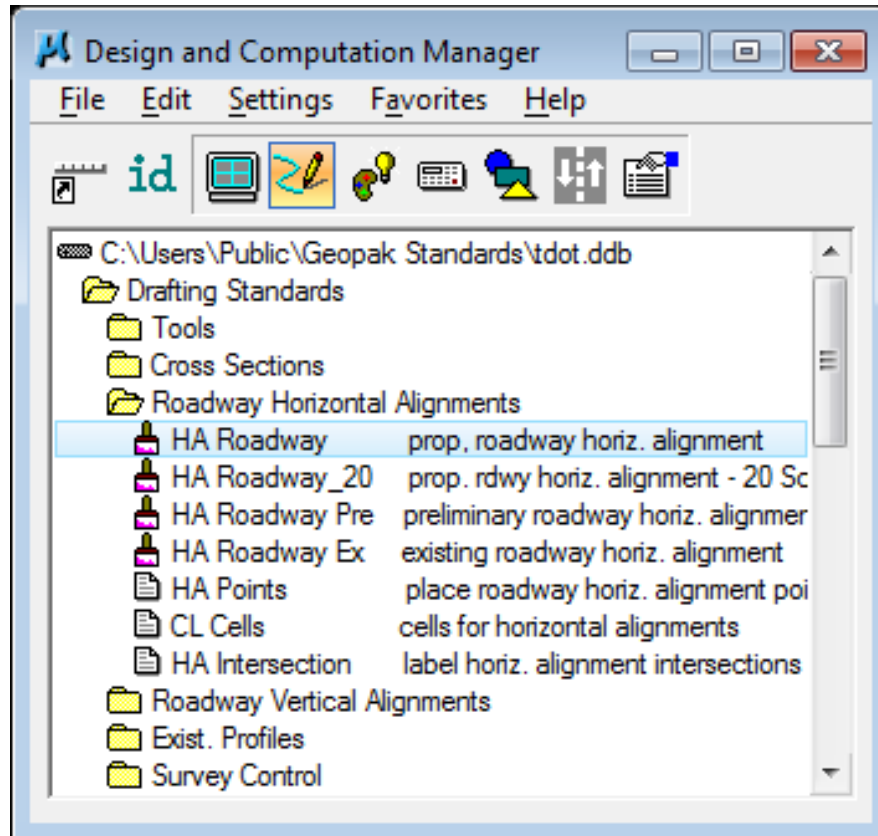 Design and Computation Manager
File Edit Settings Favorites Help
id
C:\Users\Public\Geopak Standards\tdot.ddb
Drafting Standards
Tools
Cross Sections
Roadway Horizontal Alignments
HA Roadway prop, roadway horiz. alignment
HA Roadway_20 prop. rdwy horiz. alignment - 20 Sc
HA Roadway Pre preliminary roadway horiz. alignmer
HA Roadway Ex existing roadway horiz. alignment
HA Points place roadway horiz. alignment poi
CL Cells cells for horizontal alignments
HA Intersection label horiz. alignment intersections
Roadway Vertical Alignments
Exist. Profiles
Survey Control